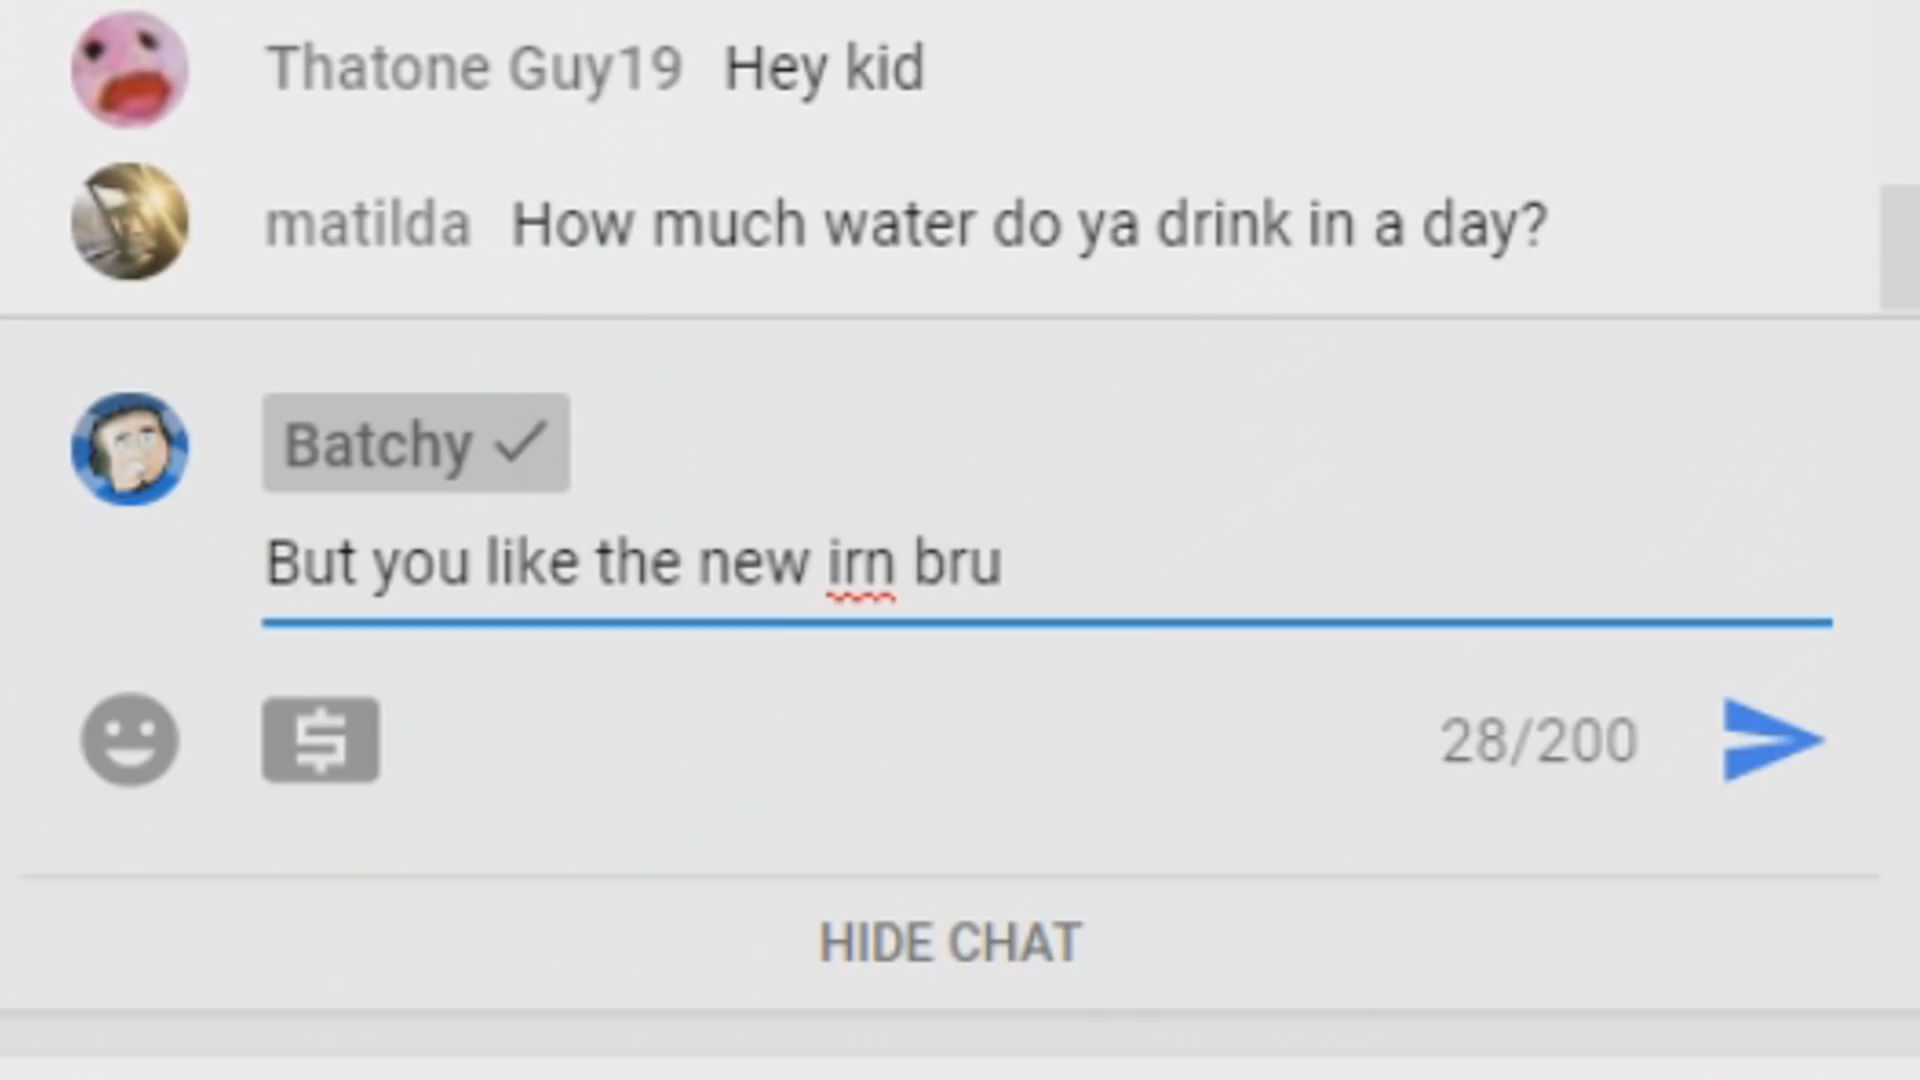 Thatone Guy19 Hey kid
matilda How much water do ya drink in a day?
Batchy ✓
But you like the new irn bru
28/200
HIDE CHAT